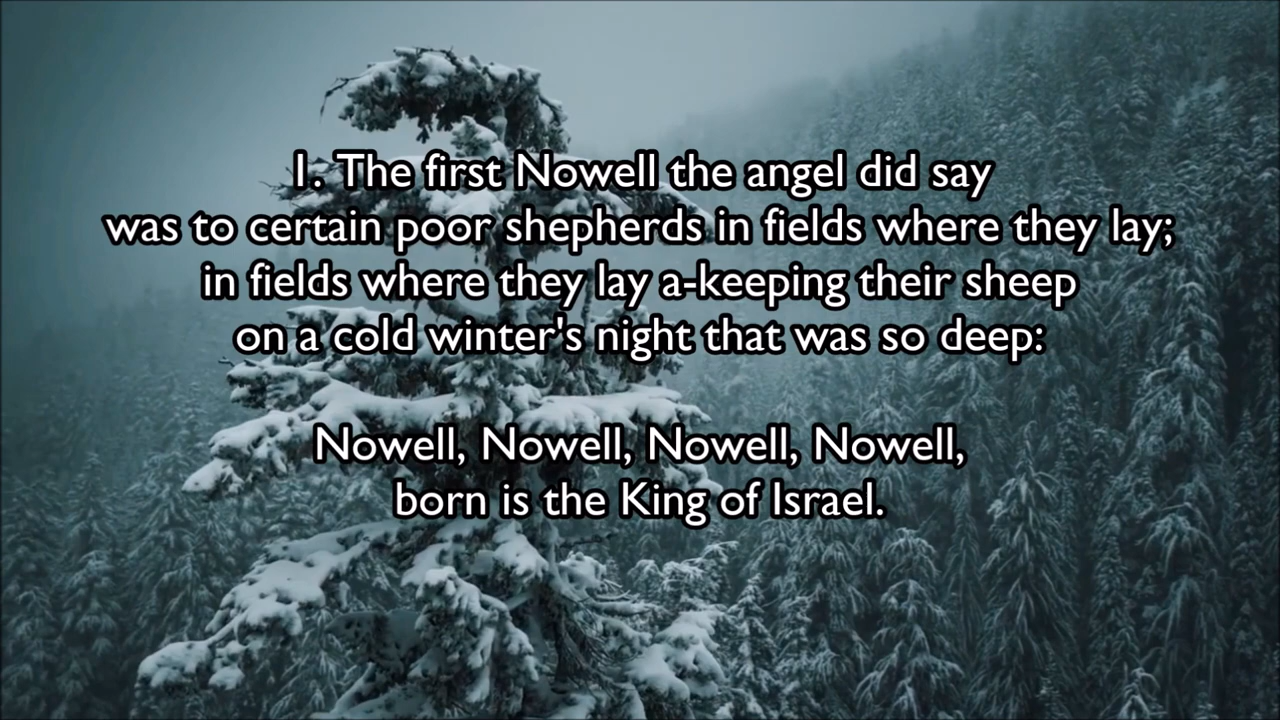 1. The first Nowell the angel did say
was to certain poor shepherds in fields where they lay;
in fields where they lay a-keeping their sheep
on a cold winter's night that was so deep:
Nowell, Nowell, Nowell, Nowell,
born is the King of Israel.